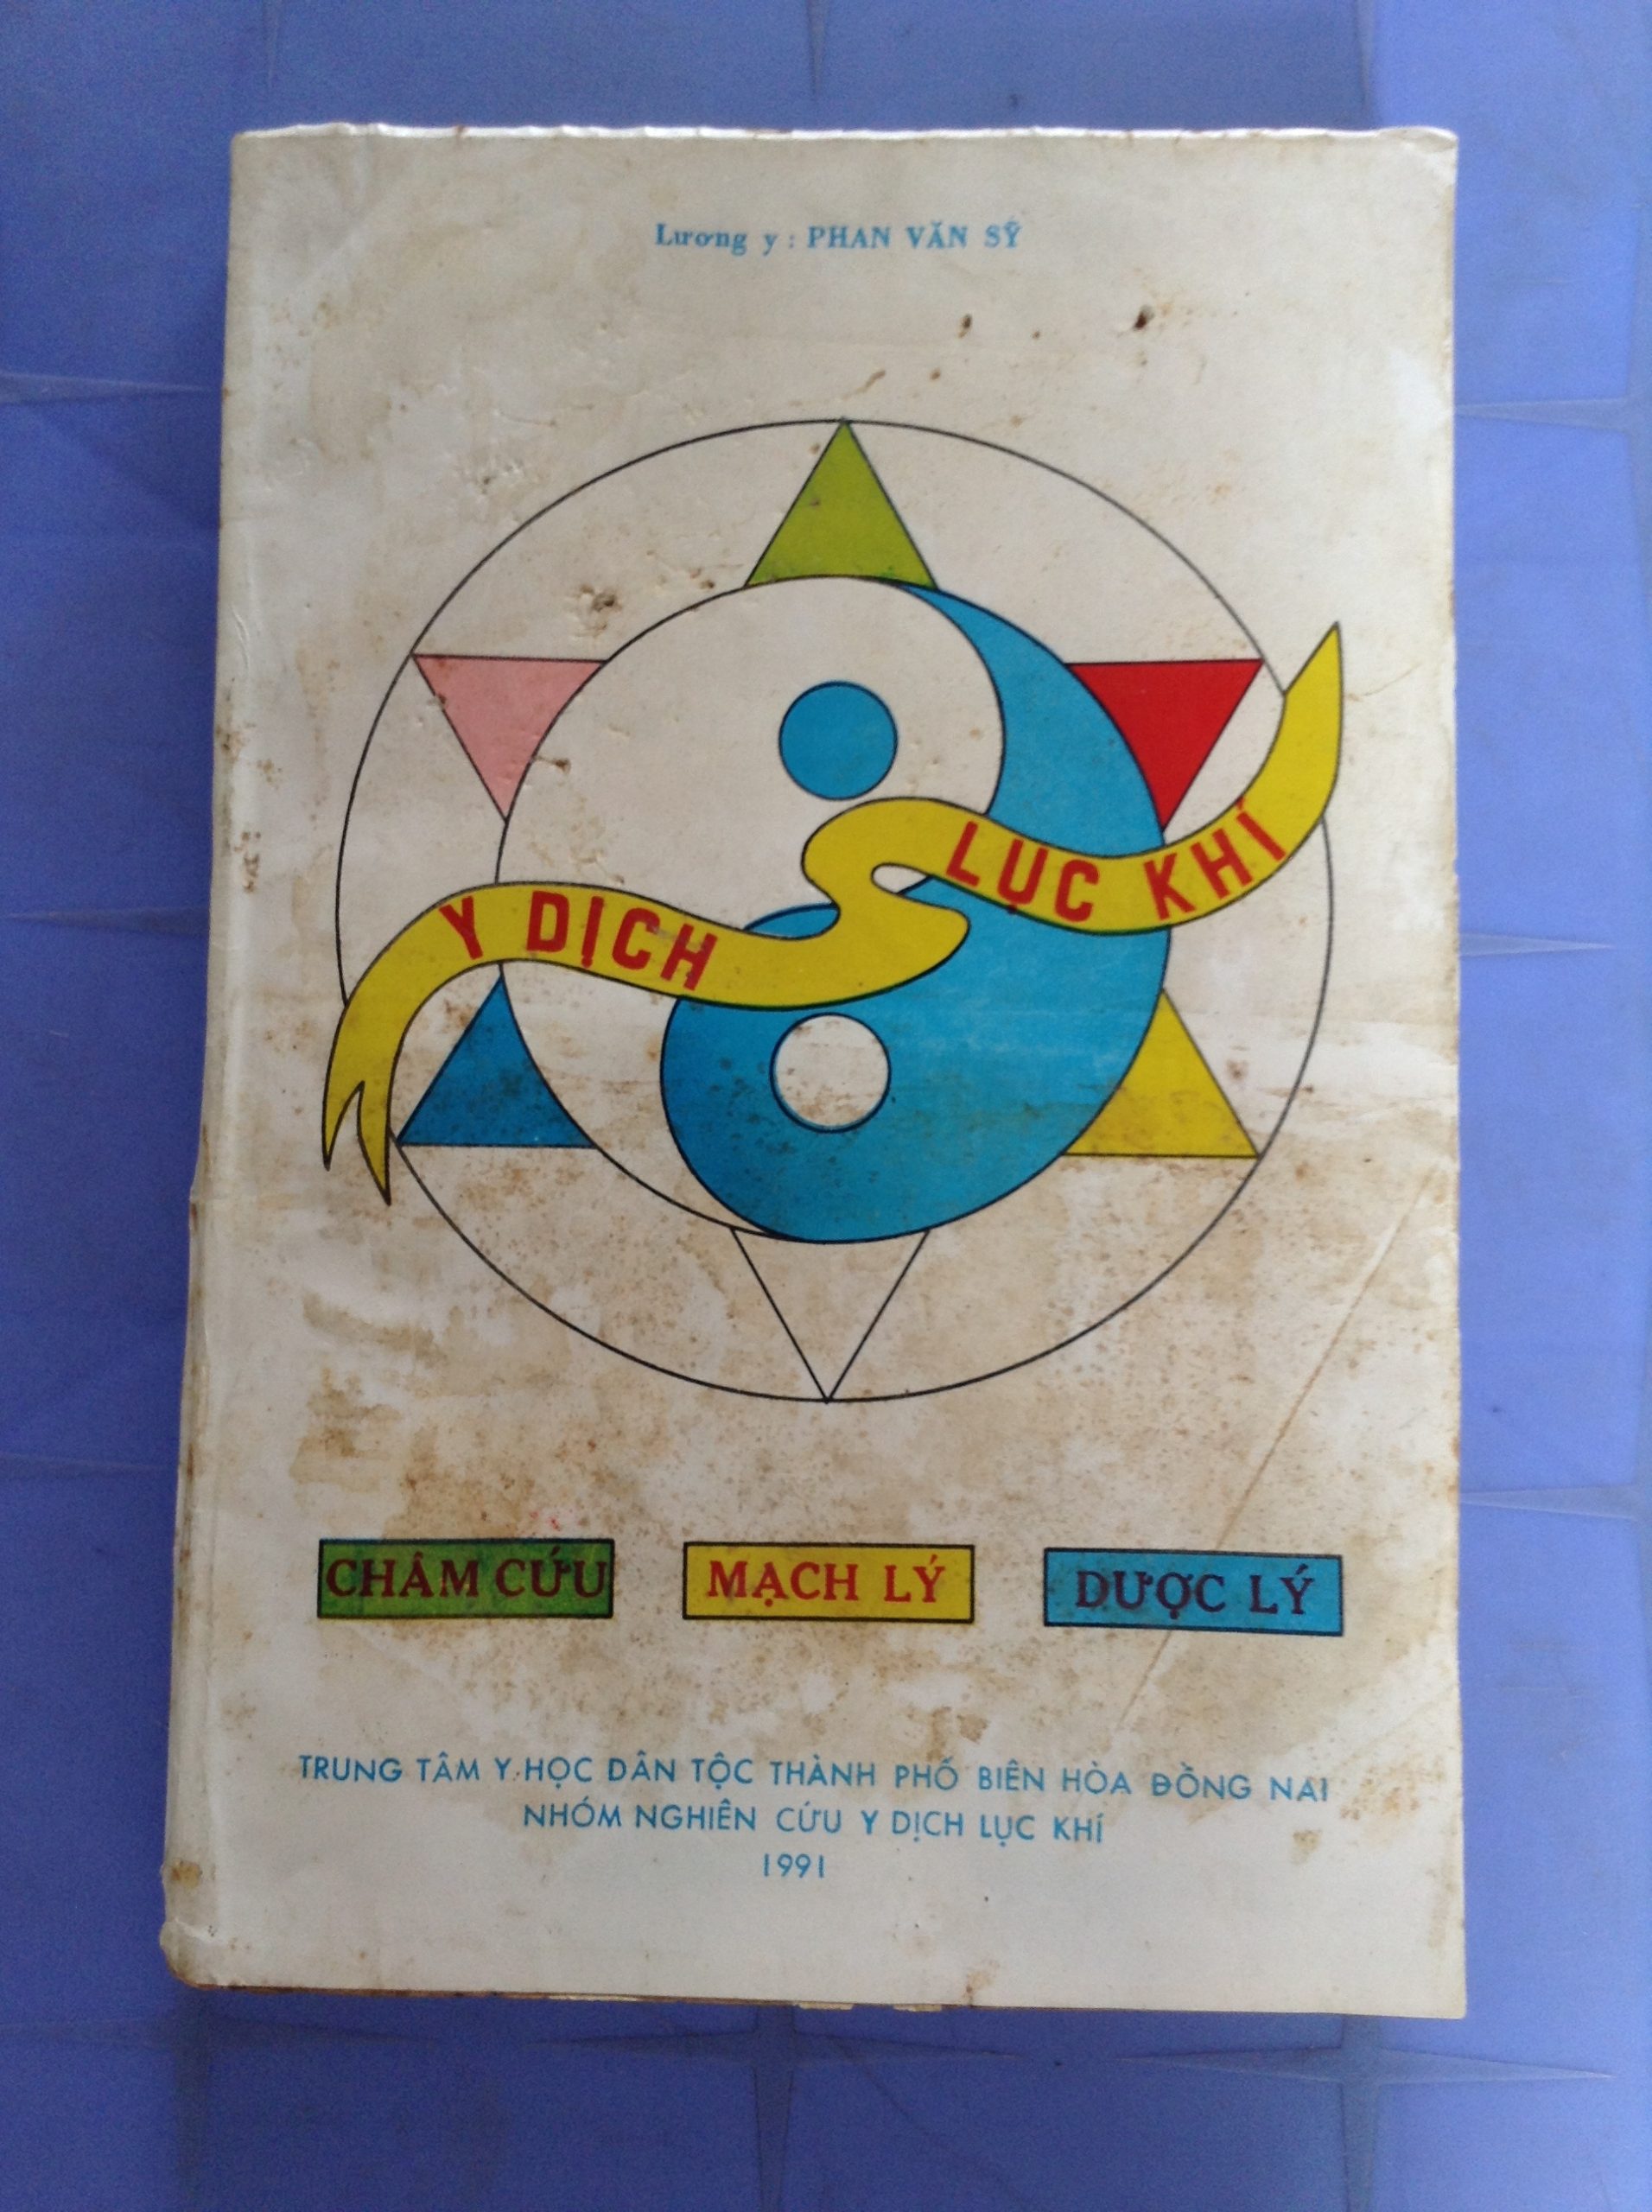 Lương y : PHAN VĂN SỸ
Y DỊCH LỤC KHÍ
CHÂM CỨU MẠCH LÝ DƯỢC LÝ
TRUNG TÂM Y HỌC DÂN TỘC THÀNH PHỐ BIÊN HÒA ĐỒNG NAI
NHÓM NGHIÊN CỨU Y DỊCH LỤC KHÍ
1991